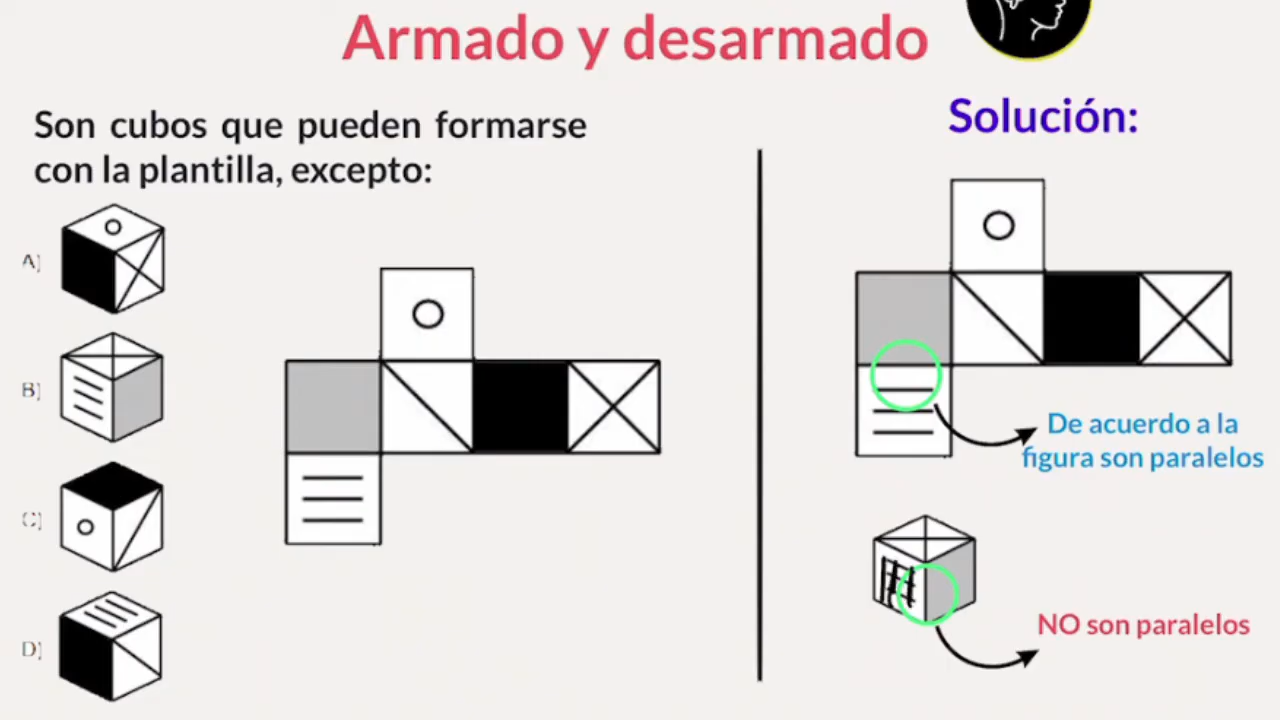 Armado y desarmado
Son cubos que pueden formarse
con la plantilla, excepto:
A)
B)
C)
D)
Solución:
De acuerdo a la
figura son paralelos
NO son paralelos